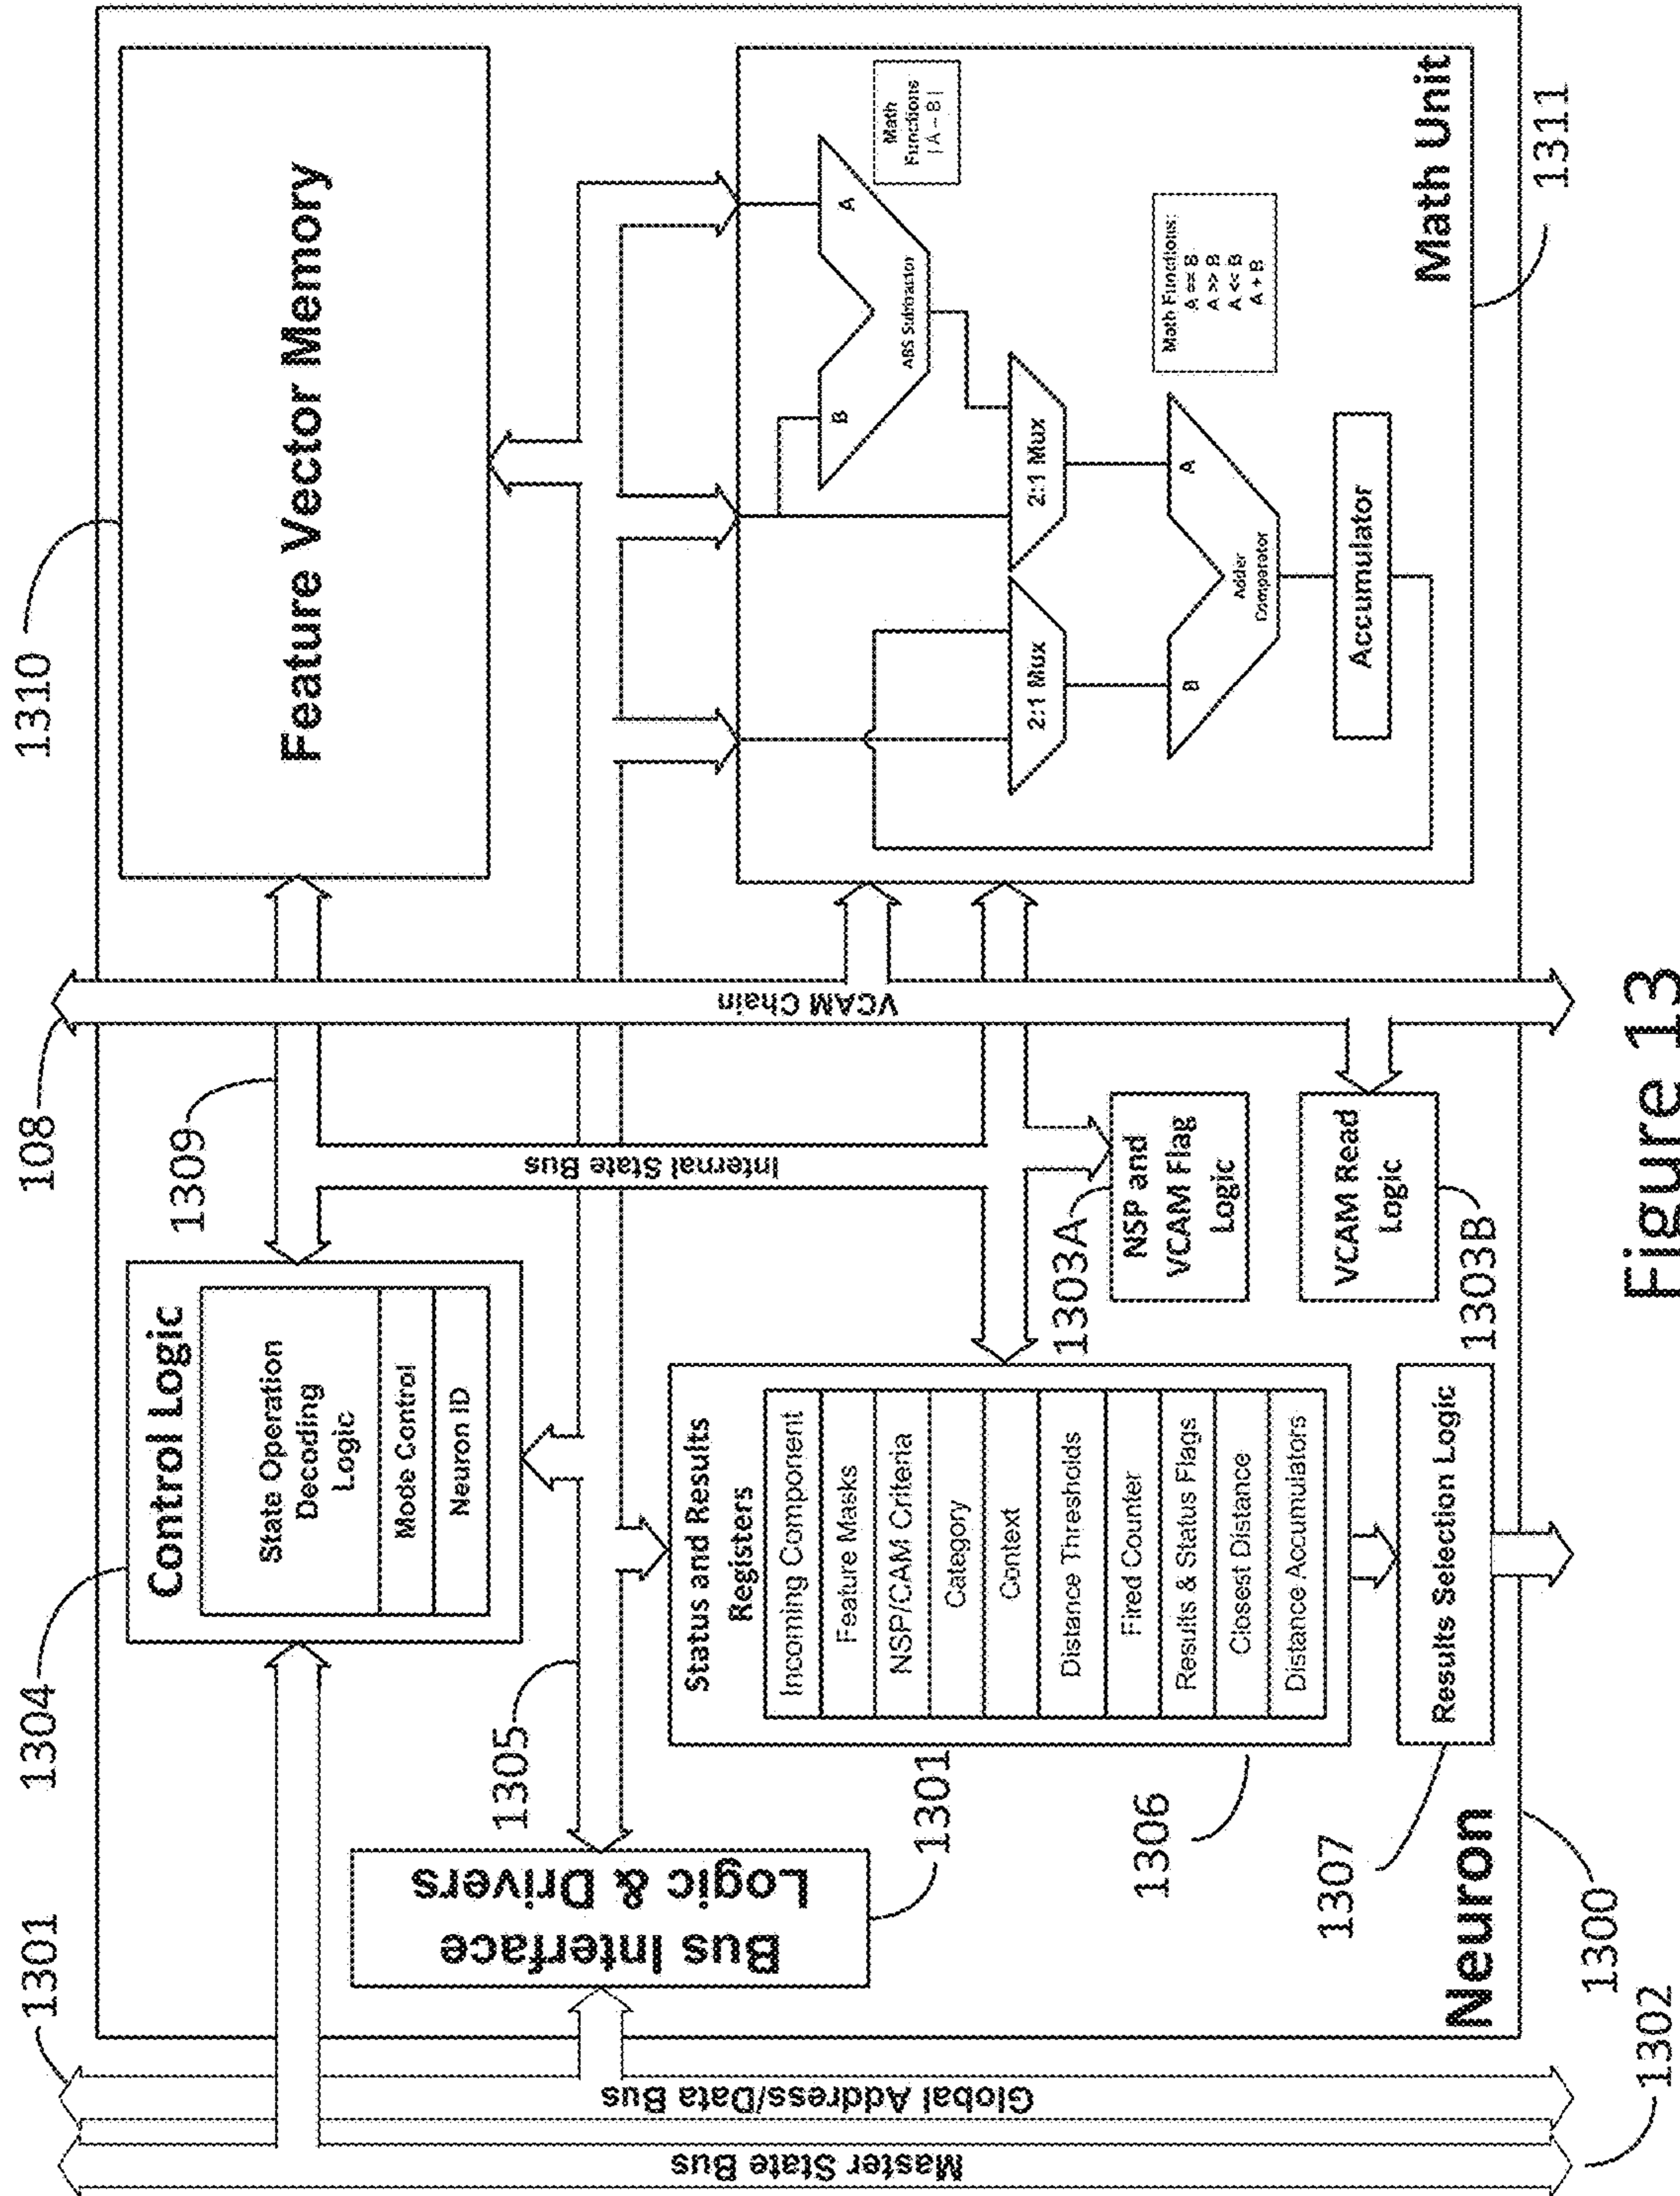 1301
1304
1309
108
1310
Control Logic
State Operation
Decoding
Logic
Mode Control
Neuron ID
Feature Vector Memory
1305
Bus Interface
Logic & Drivers
Internal State Bus
VCAM Chain
Global Address/Data Bus
Master State Bus
1301
Status and Results
Registers
Incoming Component
Feature Masks
NSP/CAM Criteria
Category
Context
Distance Thresholds
Fired Counter
Results & Status Flags
Closest Distance
Distance Accumulators
1306
1303A
NSP and
VCAM Flag
Logic
VCAM Read
Logic
1303B
B
A
ABS Subtractor
Math
Functions
| A – B |
2:1 Mux
2:1 Mux
B
A
Adder
Comparator
Math Functions:
A == B
A >> B
A << B
A + B
Accumulator
Math Unit
1311
1307
Results Selection Logic
Neuron
1300
1302
Figure 13